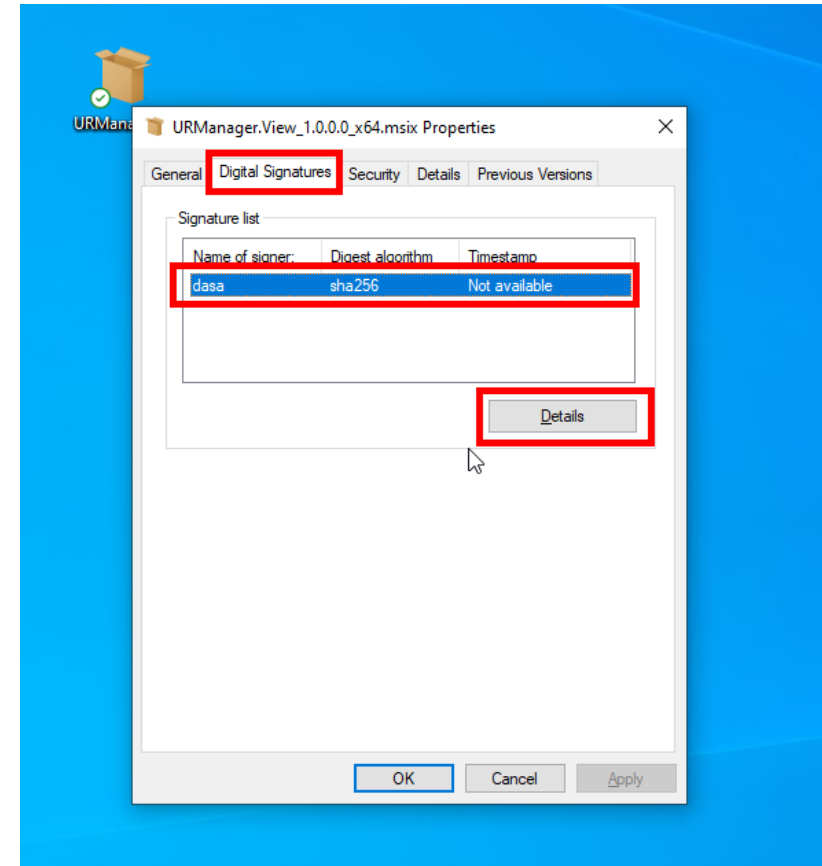 URMana
URManager.View_1.0.0.0_x64.msix Properties
General Digital Signatures Security Details Previous Versions
Signature list
Name of signer: Digest algorithm Timestamp
dasa sha256 Not available
Details
OK Cancel Apply